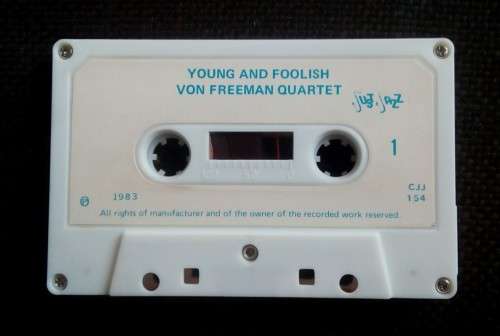 YOUNG AND FOOLISH
VON FREEMAN QUARTET
JUST JAZZ
1
℗ 1983
CJJ
154
All rights of manufacturer and of the owner of the recorded work reserved.